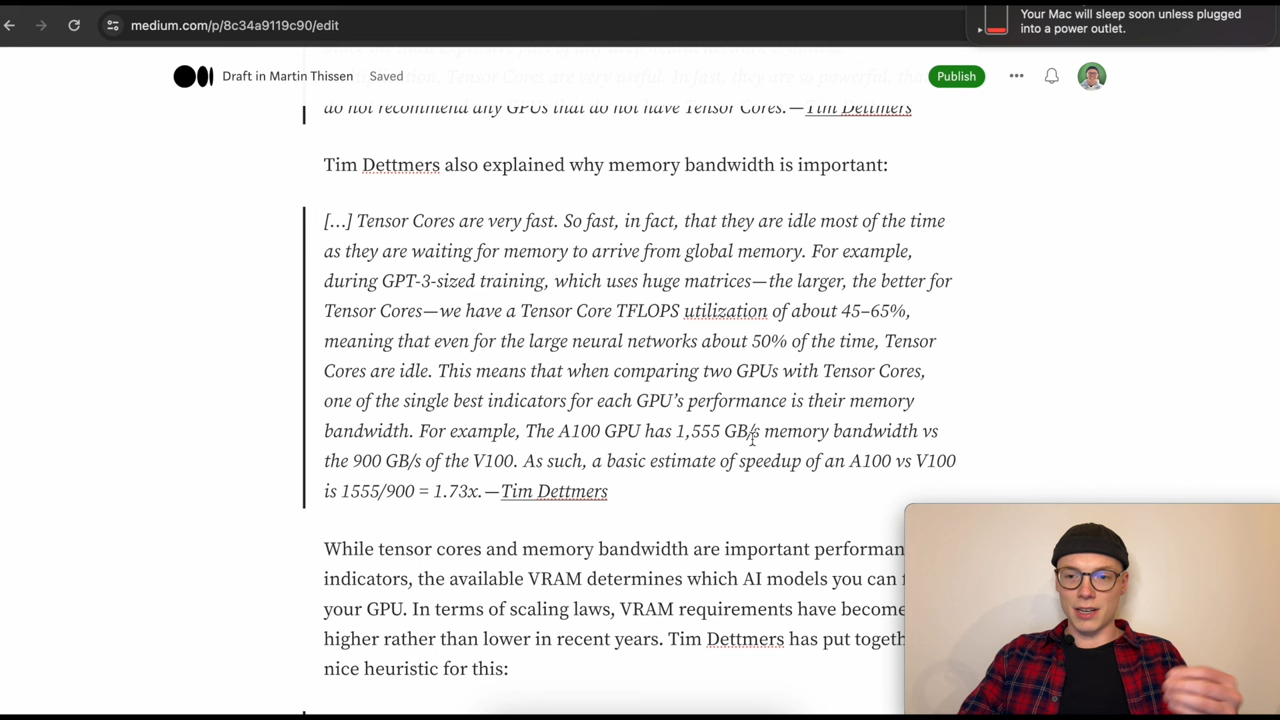 medium.com/p/8c34a9119c90/edit
Your Mac will sleep soon unless plugged
into a power outlet.
Draft in Martin Thissen Saved
Publish
do not recommend any GPUs that do not have Tensor Cores. — Tim Dettmers
Tim Dettmers also explained why memory bandwidth is important:
[…] Tensor Cores are very fast. So fast, in fact, that they are idle most of the time
as they are waiting for memory to arrive from global memory. For example,
during GPT-3-sized training, which uses huge matrices — the larger, the better for
Tensor Cores — we have a Tensor Core TFLOPS utilization of about 45–65%,
meaning that even for the large neural networks about 50% of the time, Tensor
Cores are idle. This means that when comparing two GPUs with Tensor Cores,
one of the single best indicators for each GPU's performance is their memory
bandwidth. For example, The A100 GPU has 1,555 GB/s memory bandwidth vs
the 900 GB/s of the V100. As such, a basic estimate of speedup of an A100 vs V100
is 1555/900 = 1.73x. — Tim Dettmers
While tensor cores and memory bandwidth are important performan
indicators, the available VRAM determines which AI models you can
your GPU. In terms of scaling laws, VRAM requirements have become
higher rather than lower in recent years. Tim Dettmers has put togeth
nice heuristic for this: